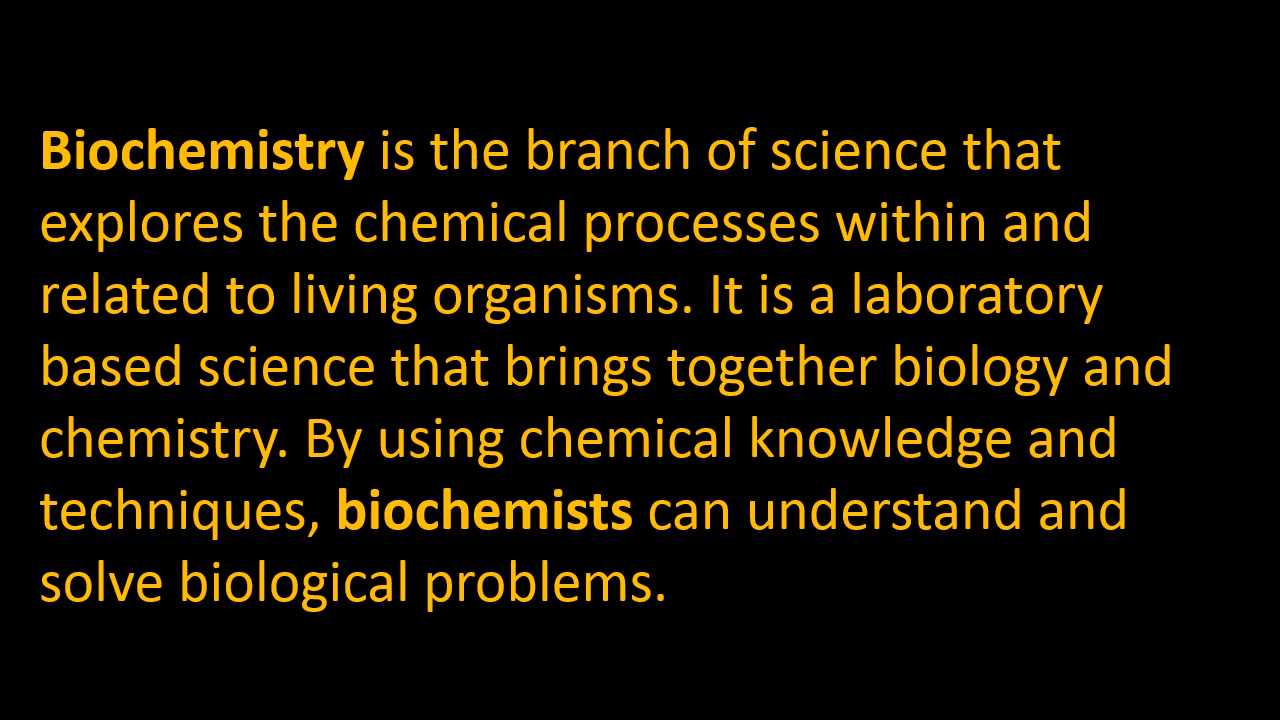 Biochemistry is the branch of science that
explores the chemical processes within and
related to living organisms. It is a laboratory
based science that brings together biology and
chemistry. By using chemical knowledge and
techniques, biochemists can understand and
solve biological problems.